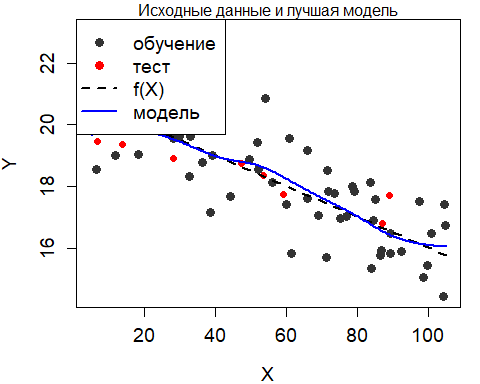 Исходные данные и лучшая модель
обучение
тест
f(X)
модель
Y
22
20
18
16
20
40
60
80
100
X